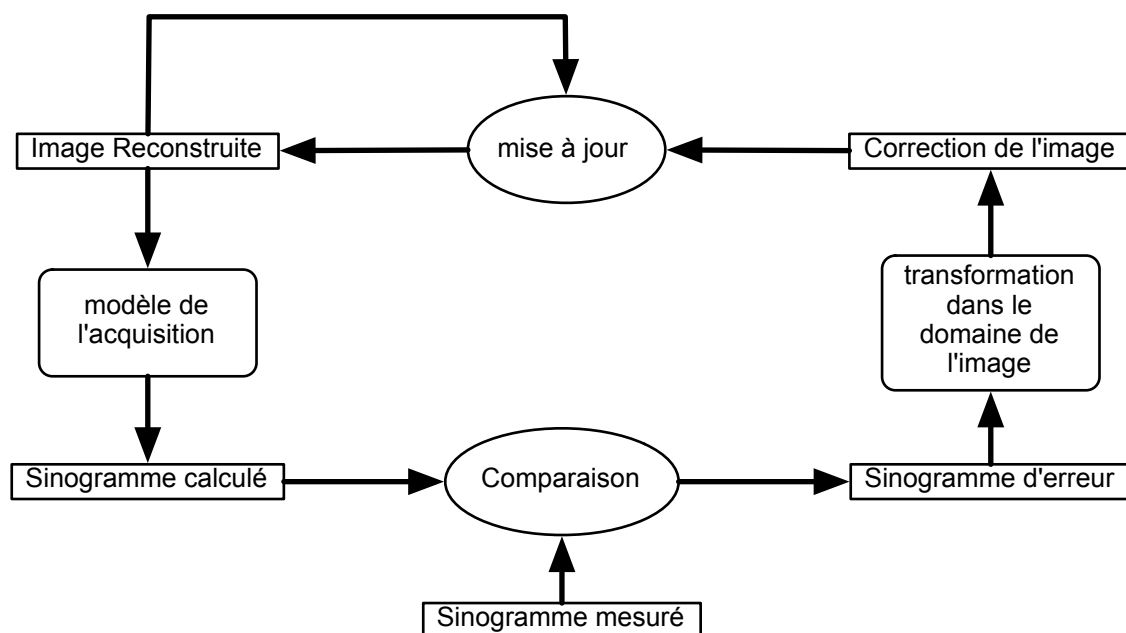 Image Reconstruite
mise à jour
Correction de l'image
modèle de
l'acquisition
transformation
dans le
domaine de
l'image
Sinogramme calculé
Comparaison
Sinogramme d'erreur
Sinogramme mesuré